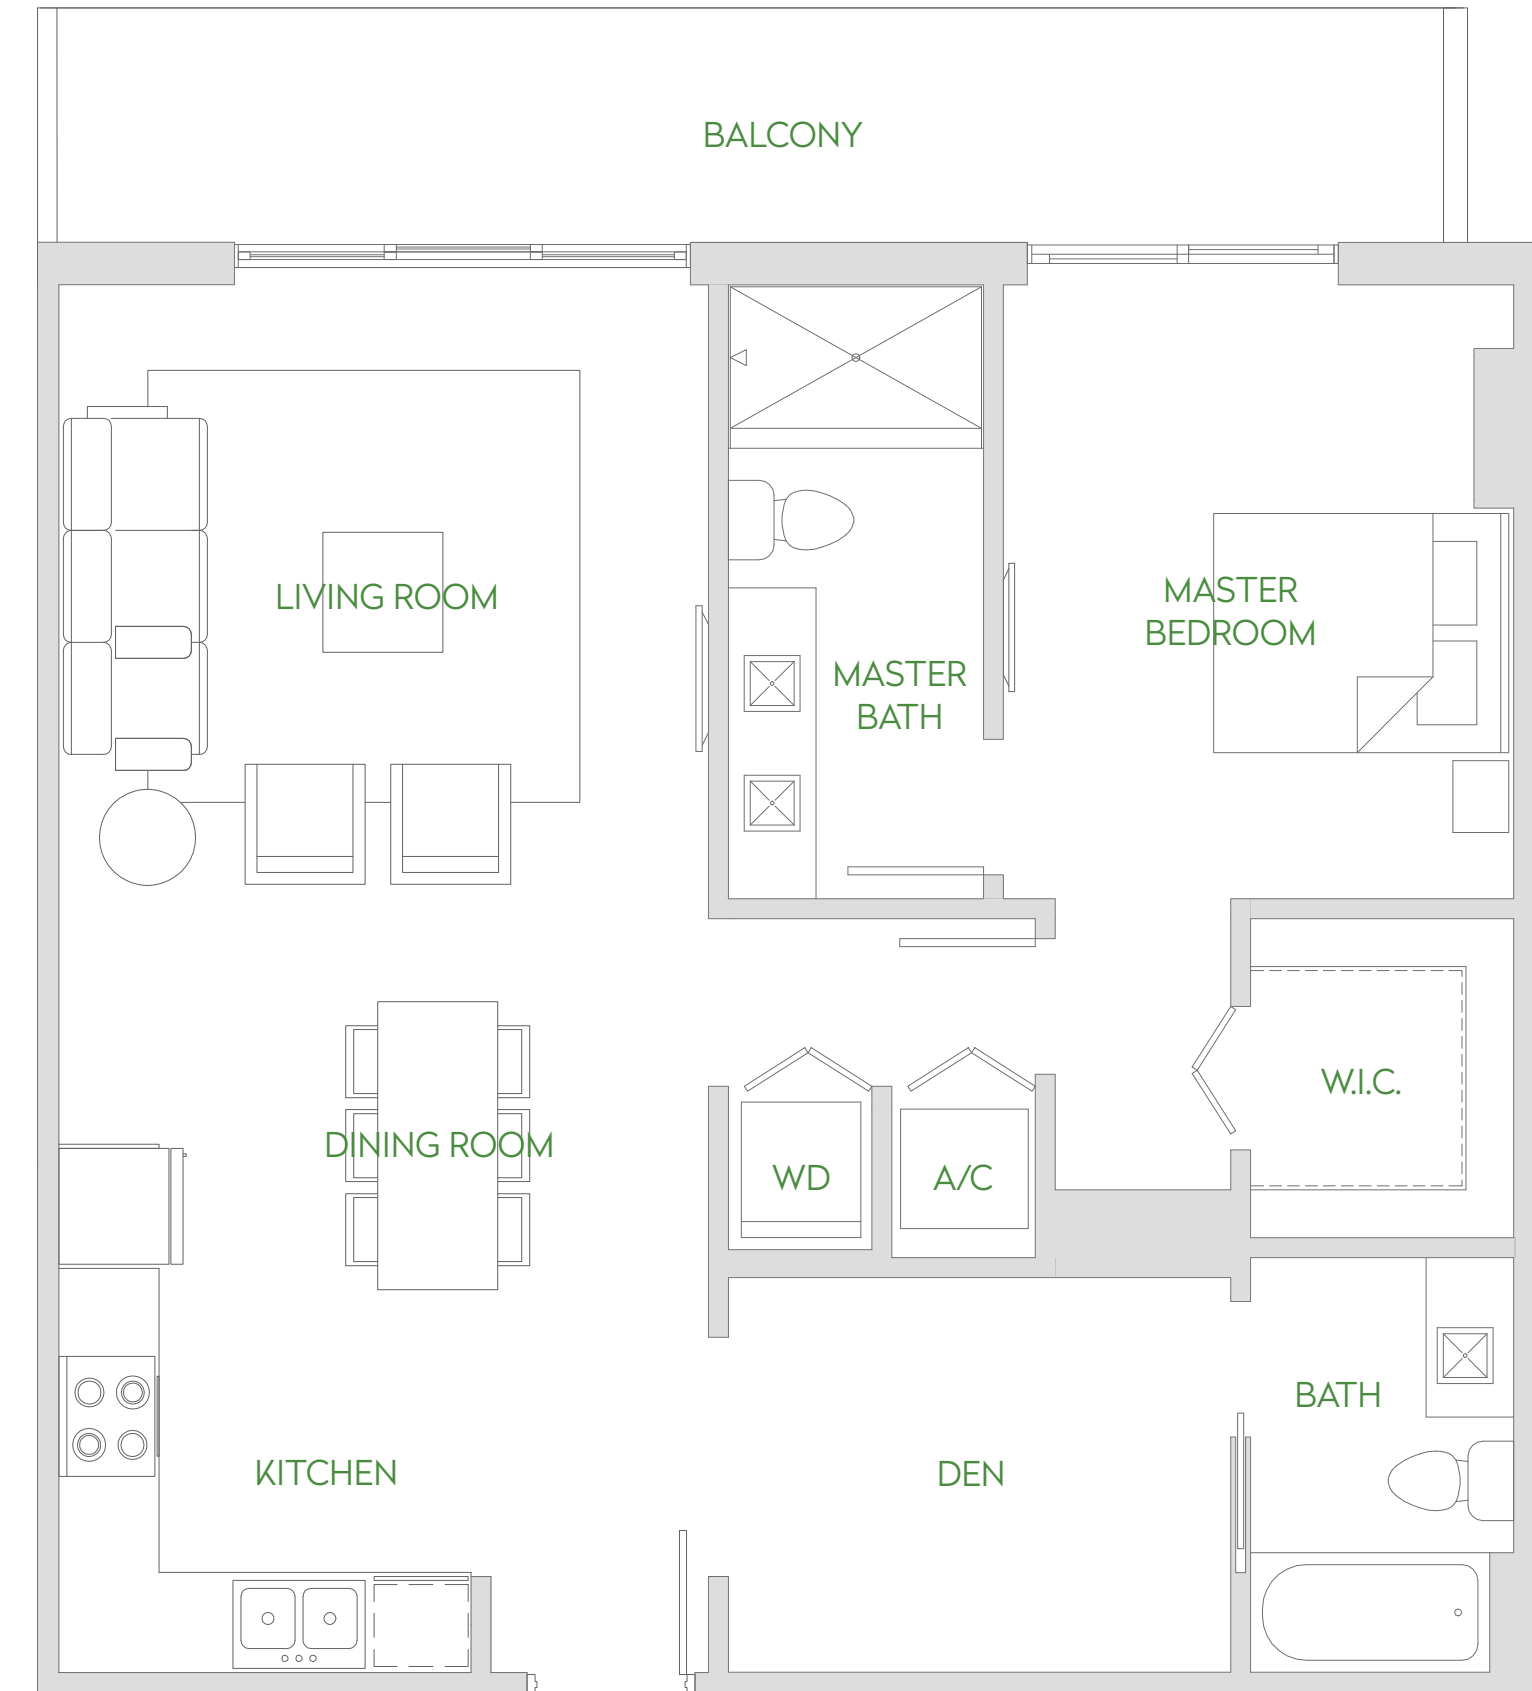 BALCONY
LIVING ROOM
MASTER
BEDROOM
MASTER
BATH
W.I.C.
DINING ROOM
WD
A/C
BATH
KITCHEN
DEN